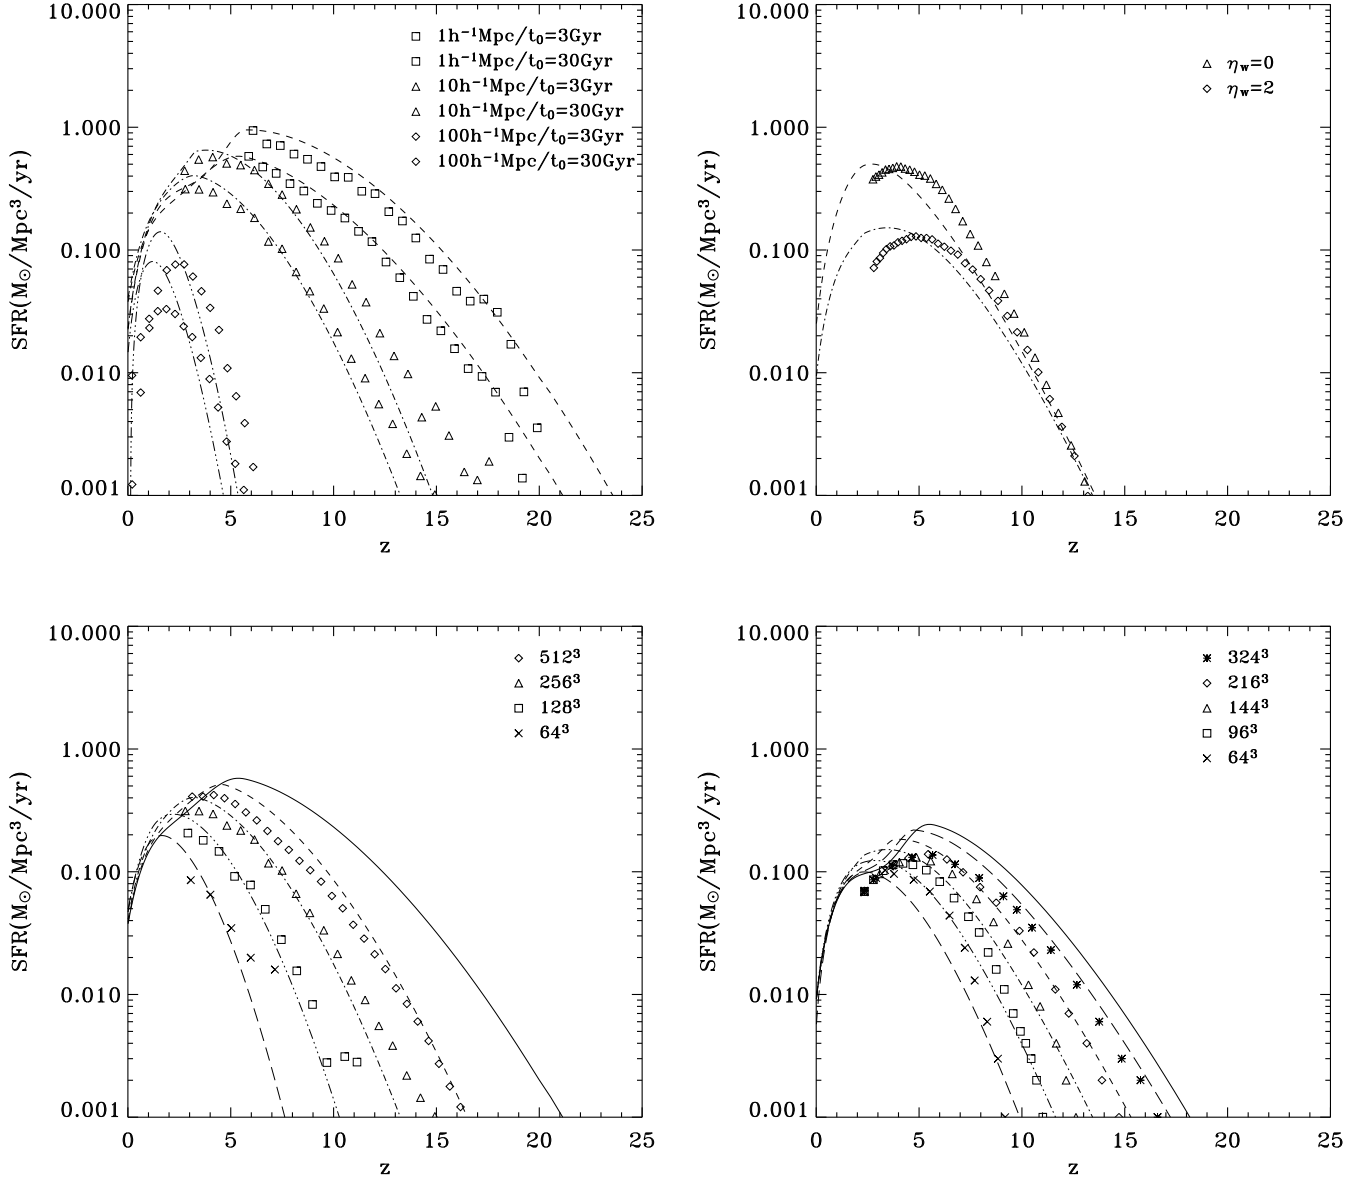 10.000
1.000
0.100
0.010
0.001
SFR(M☉/Mpc³/yr)
0 5 10 15 20 25
z
□ 1h⁻¹Mpc/t₀=3Gyr
□ 1h⁻¹Mpc/t₀=30Gyr
△ 10h⁻¹Mpc/t₀=3Gyr
△ 10h⁻¹Mpc/t₀=30Gyr
◇ 100h⁻¹Mpc/t₀=3Gyr
◇ 100h⁻¹Mpc/t₀=30Gyr
10.000
1.000
0.100
0.010
0.001
SFR(M☉/Mpc³/yr)
0 5 10 15 20 25
z
△ η_w=0
◇ η_w=2
10.000
1.000
0.100
0.010
0.001
SFR(M☉/Mpc³/yr)
0 5 10 15 20 25
z
◇ 512³
△ 256³
□ 128³
× 64³
10.000
1.000
0.100
0.010
0.001
SFR(M☉/Mpc³/yr)
0 5 10 15 20 25
z
✱ 324³
◇ 216³
△ 144³
□ 96³
× 64³